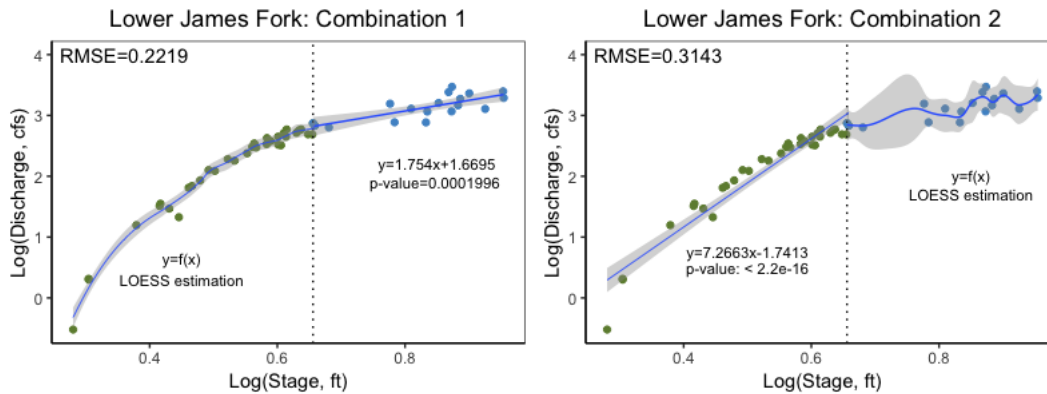 Lower James Fork: Combination 1
RMSE=0.2219
4
3
2
1
0
Log(Discharge, cfs)
y=1.754x+1.6695
p-value=0.0001996
y=f(x)
LOESS estimation
0.4
0.6
0.8
Log(Stage, ft)
Lower James Fork: Combination 2
RMSE=0.3143
4
3
2
1
0
Log(Discharge, cfs)
y=f(x)
LOESS estimation
y=7.2663x-1.7413
p-value: < 2.2e-16
0.4
0.6
0.8
Log(Stage, ft)